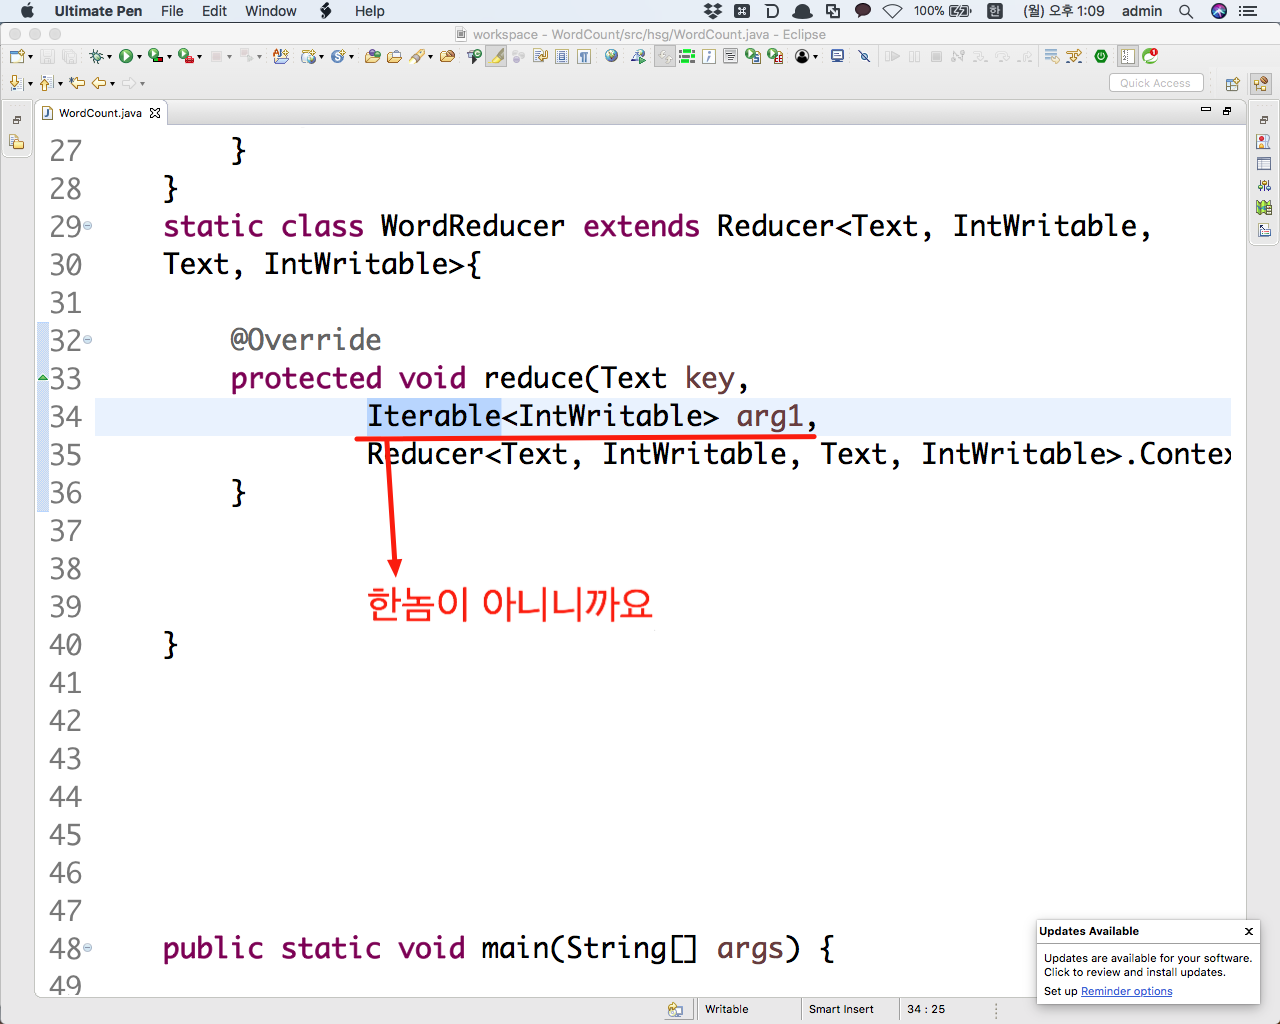 Ultimate Pen File Edit Window Help 100% 한 (월) 오후 1:09 admin
workspace - WordCount/src/hsg/WordCount.java - Eclipse
Quick Access
WordCount.java
27 }
28 }
29 static class WordReducer extends Reducer<Text, IntWritable,
30 Text, IntWritable>{
31
32 @Override
33 protected void reduce(Text key,
34 Iterable<IntWritable> arg1,
35 Reducer<Text, IntWritable, Text, IntWritable>.Contex
36 }
37
38
한놈이 아니니까요
39
40 }
41
42
43
44
45
46
47
48 public static void main(String[] args) {
49
Updates Available
Updates are available for your software.
Click to review and install updates.
Set up Reminder options
Writable Smart Insert 34 : 25